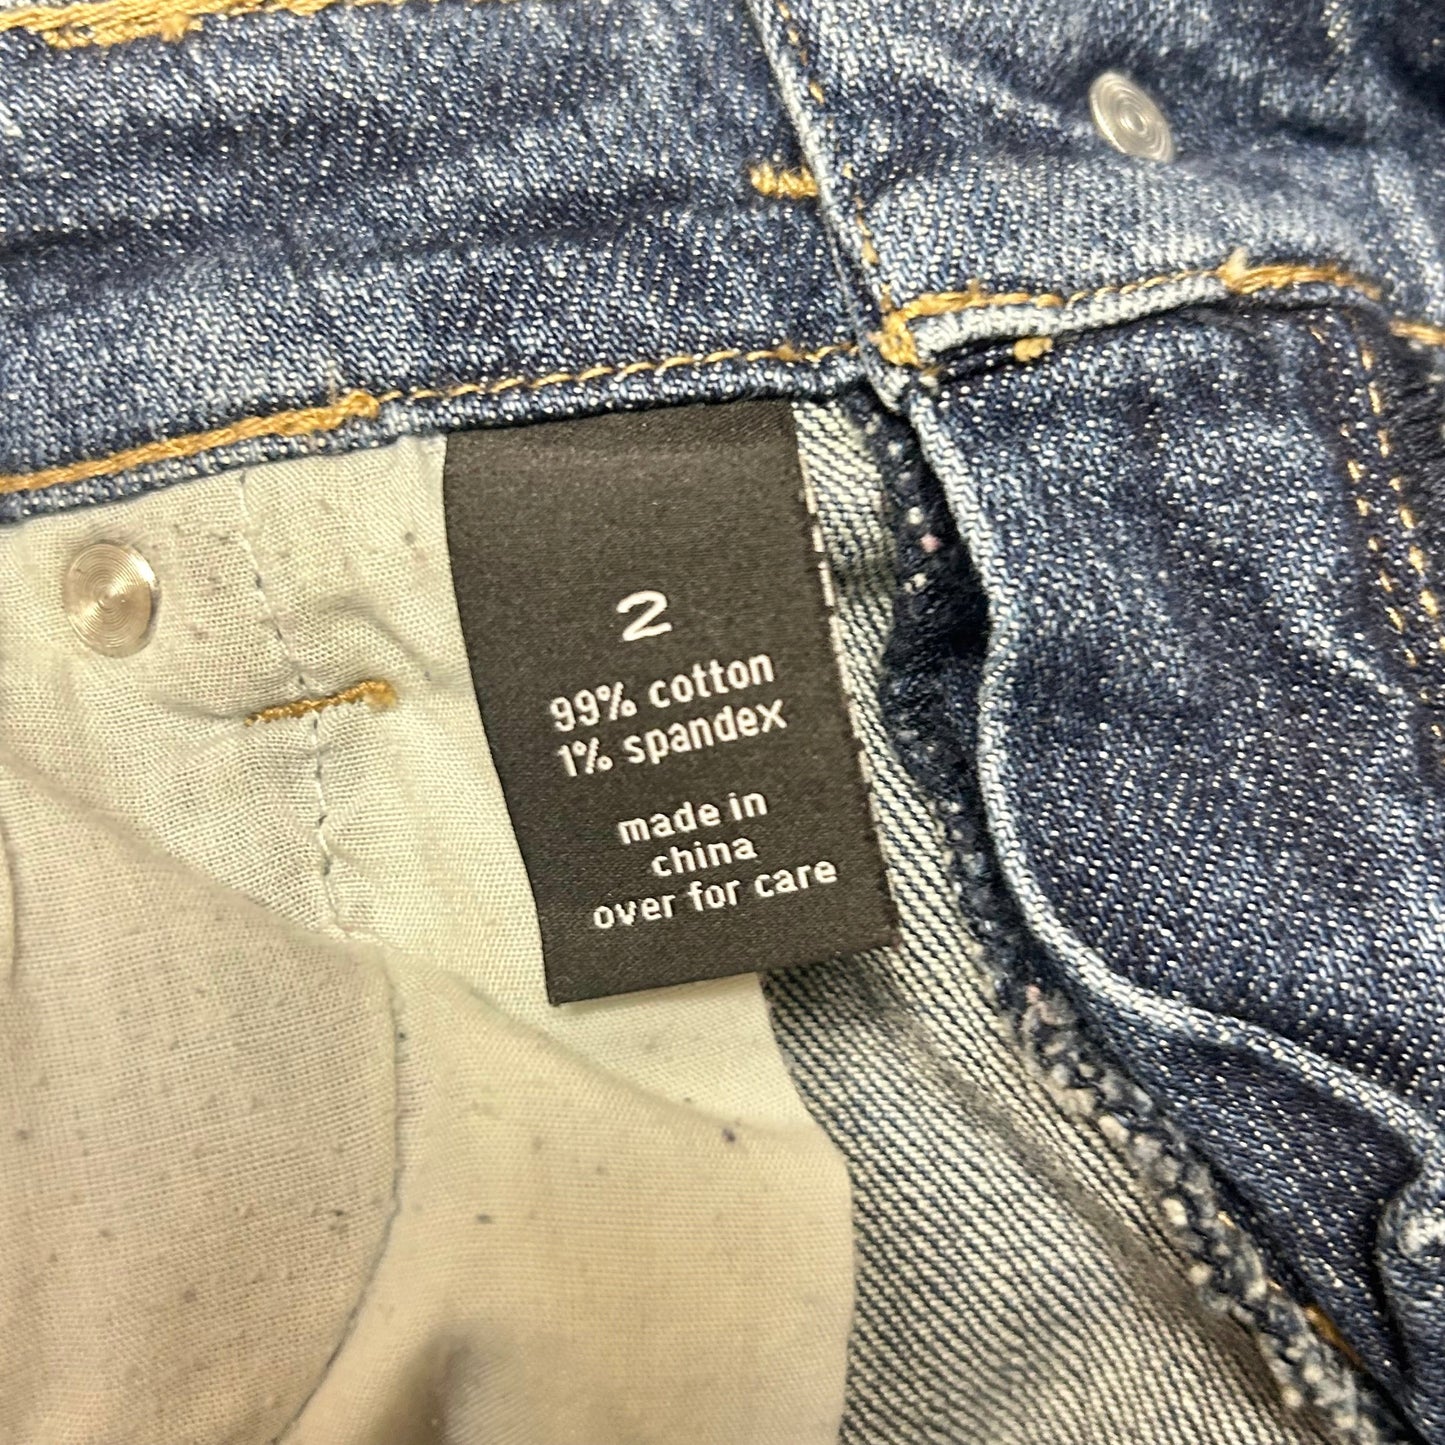 2
99% cotton
1% spandex
made in
china
over for care